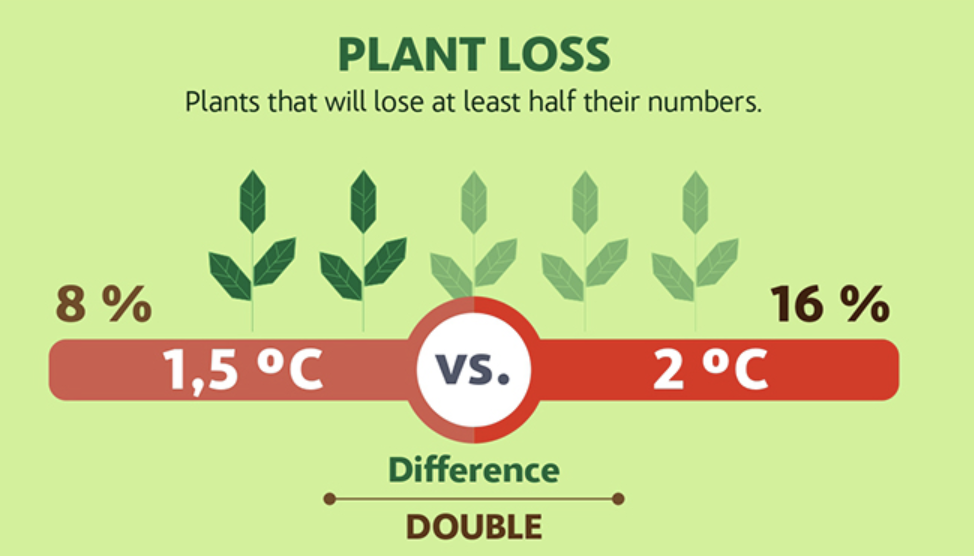 PLANT LOSS
Plants that will lose at least half their numbers.
8 %
16 %
1,5 ºC
vs.
2 ºC
Difference
DOUBLE